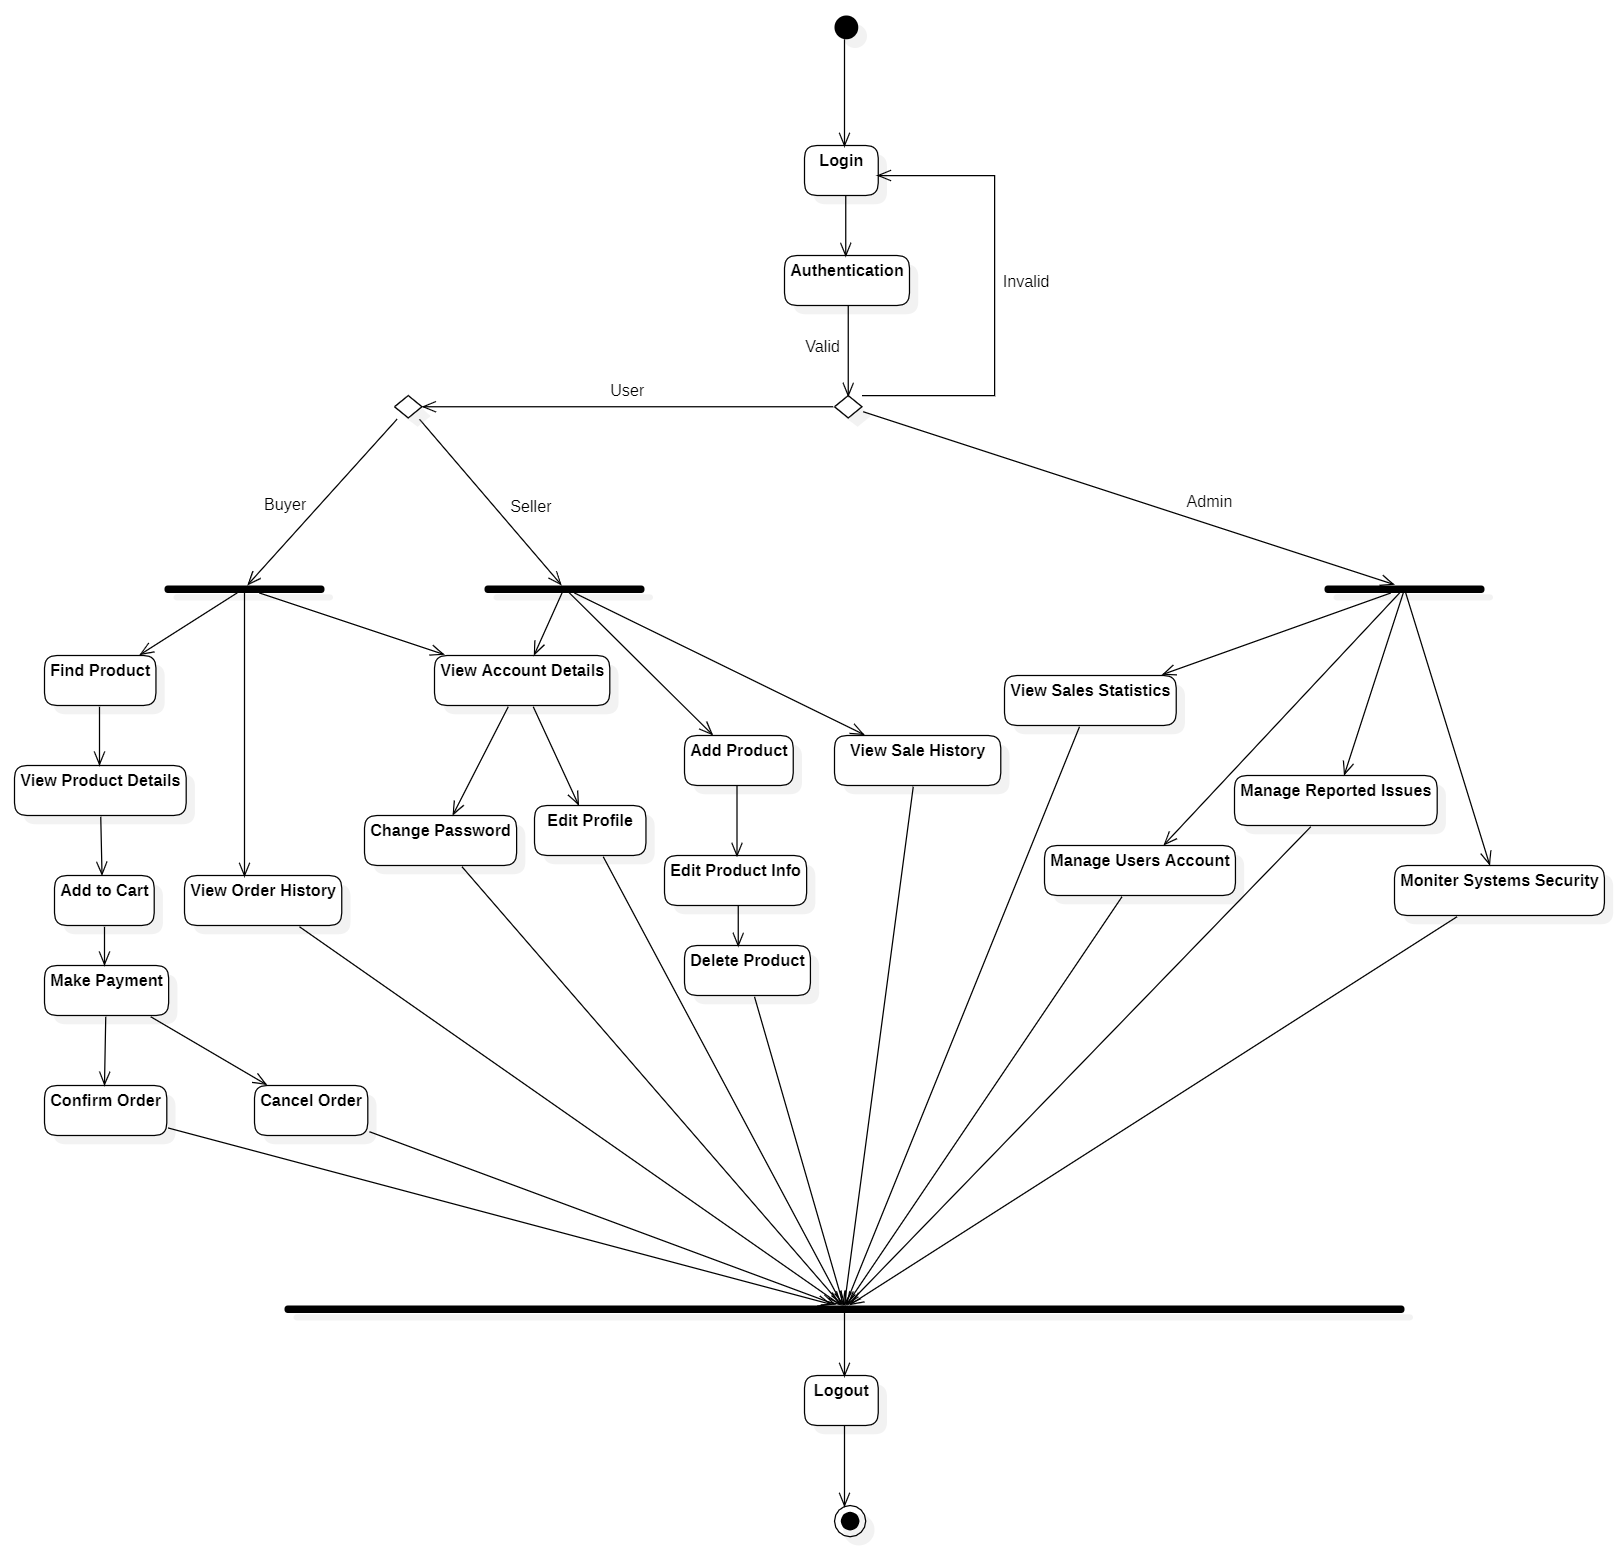 Login
Authentication
Invalid
Valid
User
Buyer
Seller
Admin
Find Product
View Account Details
View Sales Statistics
Add Product
View Sale History
View Product Details
Manage Reported Issues
Change Password
Edit Profile
Manage Users Account
Edit Product Info
Add to Cart
View Order History
Moniter Systems Security
Delete Product
Make Payment
Confirm Order
Cancel Order
Logout